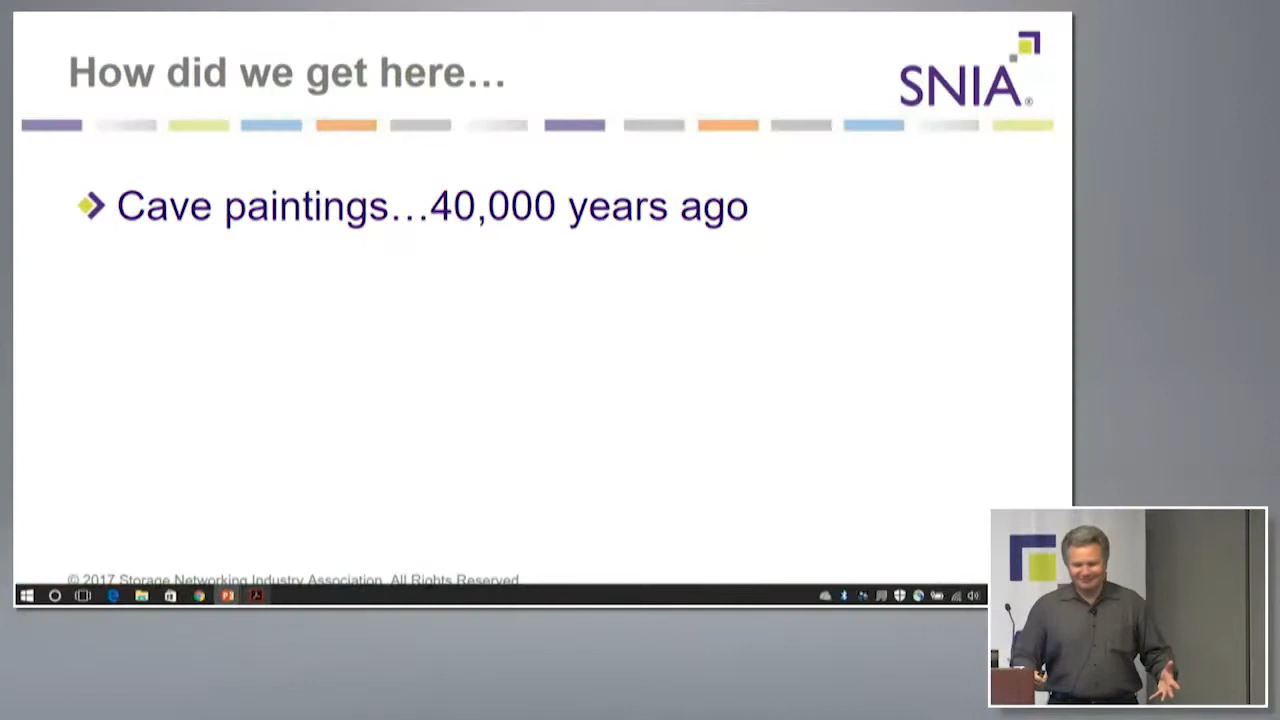 How did we get here…
SNIA®
Cave paintings…40,000 years ago
© 2017 Storage Networking Industry Association. All Rights Reserved